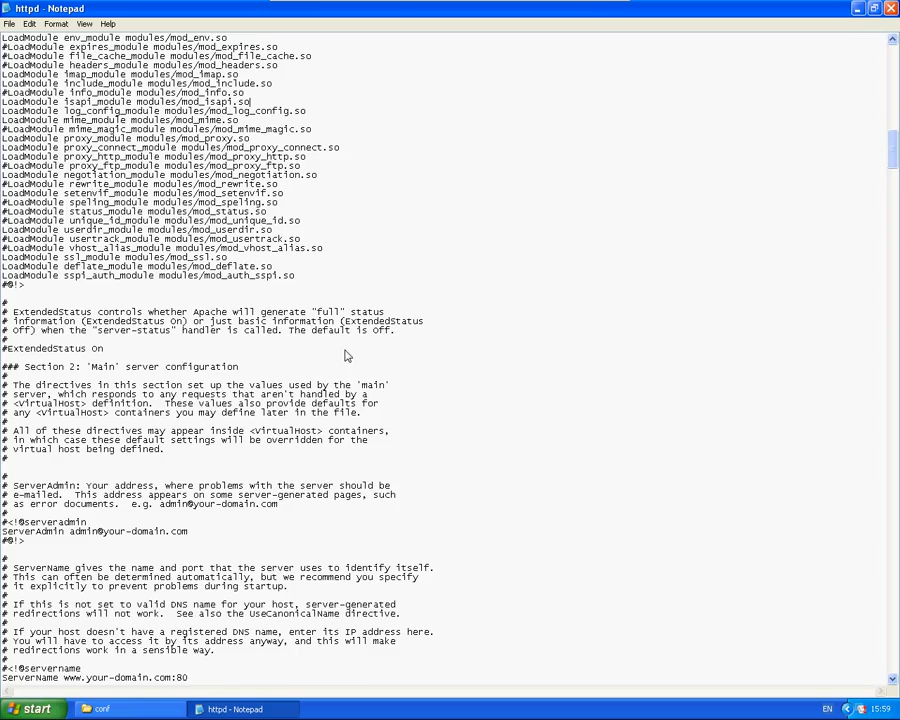 httpd - Notepad
File Edit Format View Help
LoadModule env_module modules/mod_env.so
#LoadModule expires_module modules/mod_expires.so
#LoadModule file_cache_module modules/mod_file_cache.so
#LoadModule headers_module modules/mod_headers.so
LoadModule imap_module modules/mod_imap.so
LoadModule include_module modules/mod_include.so
#LoadModule info_module modules/mod_info.so
LoadModule isapi_module modules/mod_isapi.so
LoadModule log_config_module modules/mod_log_config.so
LoadModule mime_module modules/mod_mime.so
#LoadModule mime_magic_module modules/mod_mime_magic.so
LoadModule proxy_module modules/mod_proxy.so
LoadModule proxy_connect_module modules/mod_proxy_connect.so
LoadModule proxy_http_module modules/mod_proxy_http.so
#LoadModule proxy_ftp_module modules/mod_proxy_ftp.so
LoadModule negotiation_module modules/mod_negotiation.so
#LoadModule rewrite_module modules/mod_rewrite.so
LoadModule setenvif_module modules/mod_setenvif.so
#LoadModule speling_module modules/mod_speling.so
#LoadModule status_module modules/mod_status.so
#LoadModule unique_id_module modules/mod_unique_id.so
LoadModule userdir_module modules/mod_userdir.so
#LoadModule usertrack_module modules/mod_usertrack.so
#LoadModule vhost_alias_module modules/mod_vhost_alias.so
LoadModule ssl_module modules/mod_ssl.so
LoadModule deflate_module modules/mod_deflate.so
LoadModule sspi_auth_module modules/mod_auth_sspi.so
#@!>
#
# ExtendedStatus controls whether Apache will generate "full" status
# information (ExtendedStatus On) or just basic information (ExtendedStatus
# Off) when the "server-status" handler is called. The default is Off.
#
#ExtendedStatus On
### Section 2: 'Main' server configuration
#
# The directives in this section set up the values used by the 'main'
# server, which responds to any requests that aren't handled by a
# <VirtualHost> definition. These values also provide defaults for
# any <VirtualHost> containers you may define later in the file.
#
# All of these directives may appear inside <VirtualHost> containers,
# in which case these default settings will be overridden for the
# virtual host being defined.
#
#
# ServerAdmin: Your address, where problems with the server should be
# e-mailed. This address appears on some server-generated pages, such
# as error documents. e.g. admin@your-domain.com
#
#<!@serveradmin
ServerAdmin admin@your-domain.com
#@!>
#
# ServerName gives the name and port that the server uses to identify itself.
# This can often be determined automatically, but we recommend you specify
# it explicitly to prevent problems during startup.
#
# If this is not set to valid DNS name for your host, server-generated
# redirections will not work. See also the UseCanonicalName directive.
#
# If your host doesn't have a registered DNS name, enter its IP address here.
# You will have to access it by its address anyway, and this will make
# redirections work in a sensible way.
#
#<!@servername
ServerName www.your-domain.com:80
start
conf
httpd - Notepad
EN
15:59